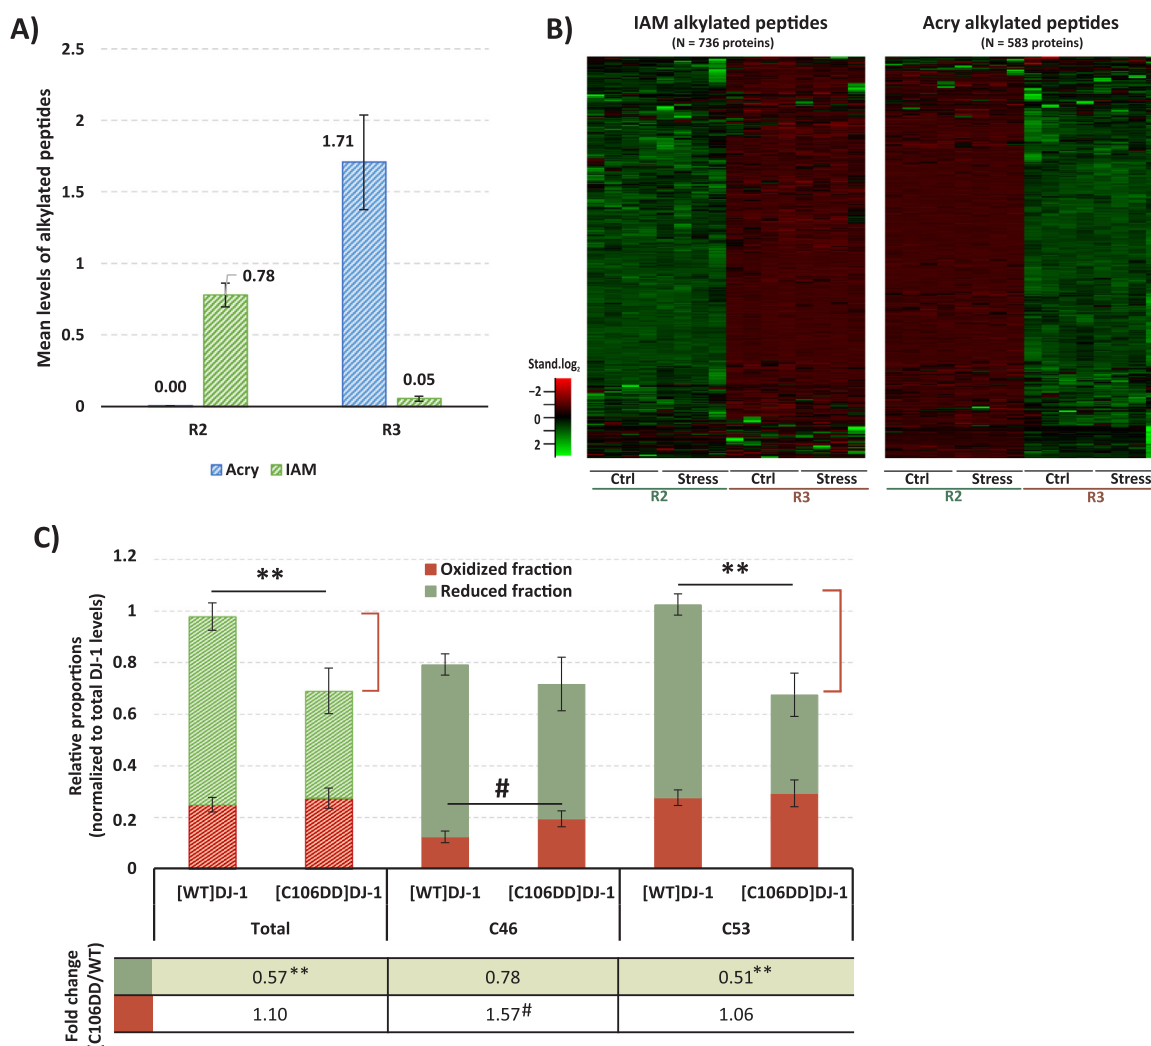 A)
2.5
2
1.5
1
0.5
0
Mean levels of alkylated peptides
0.00
0.78
1.71
0.05
R2 R3
Acry IAM
B)
IAM alkylated peptides
(N = 736 proteins)
Acry alkylated peptides
(N = 583 proteins)
Stand.log2
−2
0
2
Ctrl Stress Ctrl Stress
R2 R3
Ctrl Stress Ctrl Stress
R2 R3
C)
Relative proportions
(normalized to total DJ-1 levels)
1.2
1
0.8
0.6
0.4
0.2
0
Oxidized fraction
Reduced fraction
**
#
**
[WT]DJ-1 [C106DD]DJ-1 [WT]DJ-1 [C106DD]DJ-1 [WT]DJ-1 [C106DD]DJ-1
Total C46 C53
Fold change
C106DD/WT)
0.57** 0.78 0.51**
1.10 1.57# 1.06